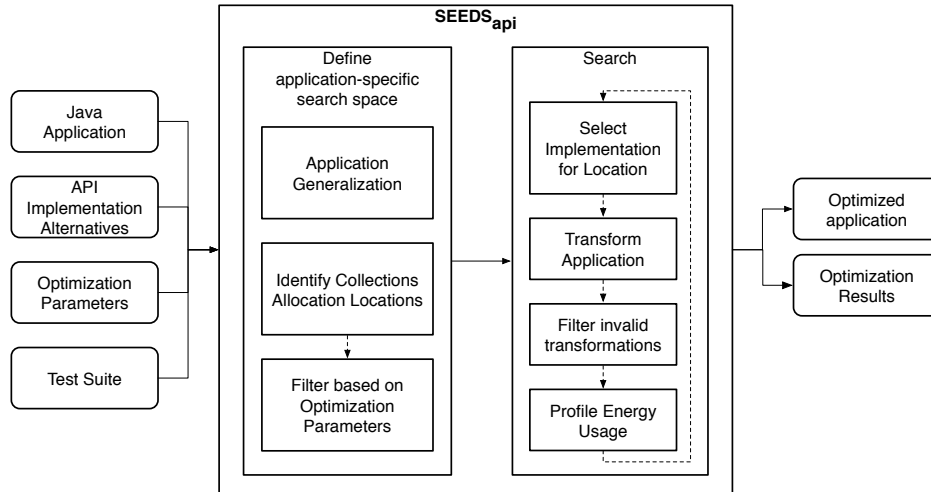 SEEDSapi
Java
Application
API
Implementation
Alternatives
Optimization
Parameters
Test Suite
Define
application-specific
search space
Application
Generalization
Identify Collections
Allocation Locations
Filter based on
Optimization
Parameters
Search
Select
Implementation
for Location
Transform
Application
Filter invalid
transformations
Profile Energy
Usage
Optimized
application
Optimization
Results